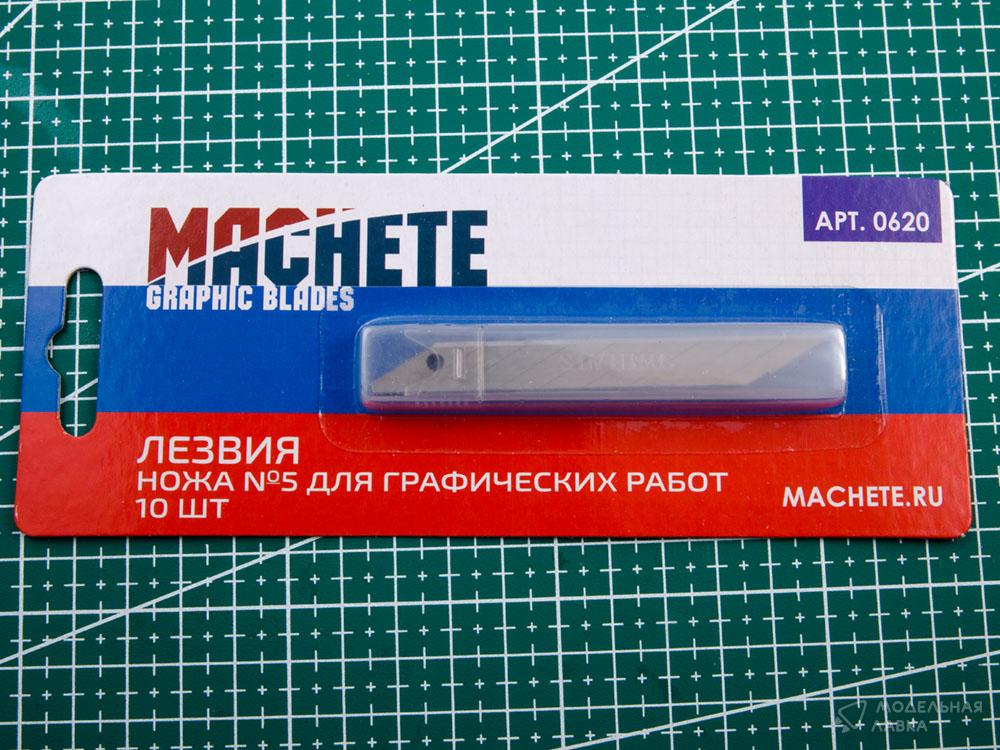 MACHETE
GRAPHIC BLADES
АРТ. 0620
ЛЕЗВИЯ
НОЖА №5 ДЛЯ ГРАФИЧЕСКИХ РАБОТ
10 ШТ
MACHETE.RU
МОДЕЛЬНАЯ
ЛАВКА